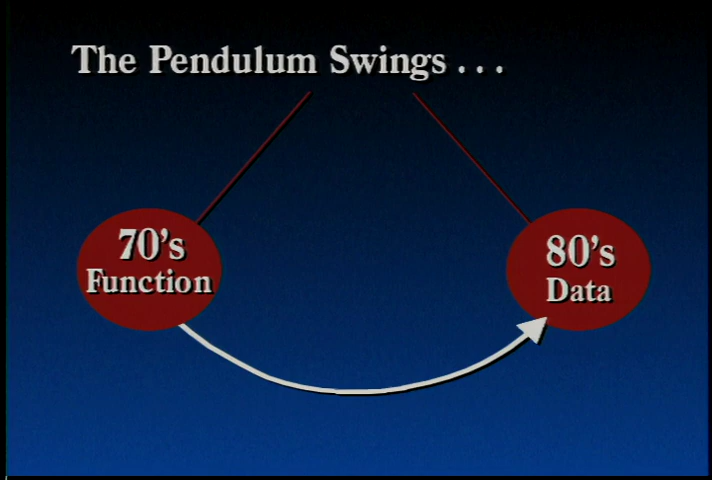 The Pendulum Swings . . .
70's
Function
80's
Data